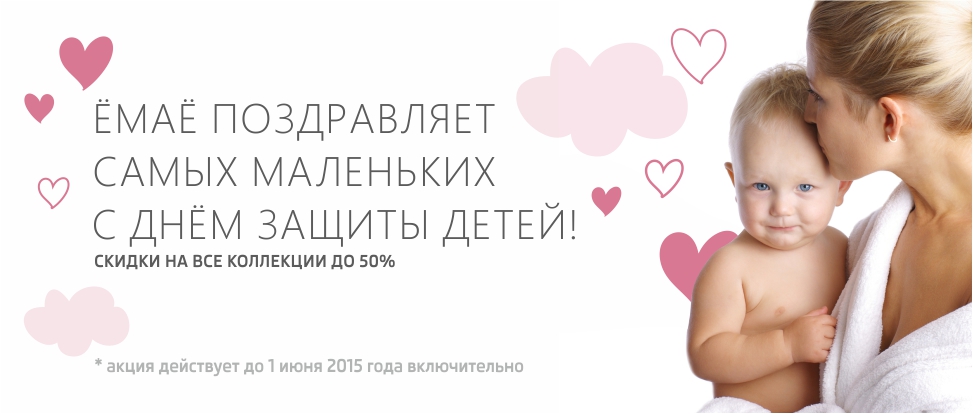 ЁМАЁ ПОЗДРАВЛЯЕТ
САМЫХ МАЛЕНЬКИХ
С ДНЁМ ЗАЩИТЫ ДЕТЕЙ!
СКИДКИ НА ВСЕ КОЛЛЕКЦИИ ДО 50%
* акция действует до 1 июня 2015 года включительно